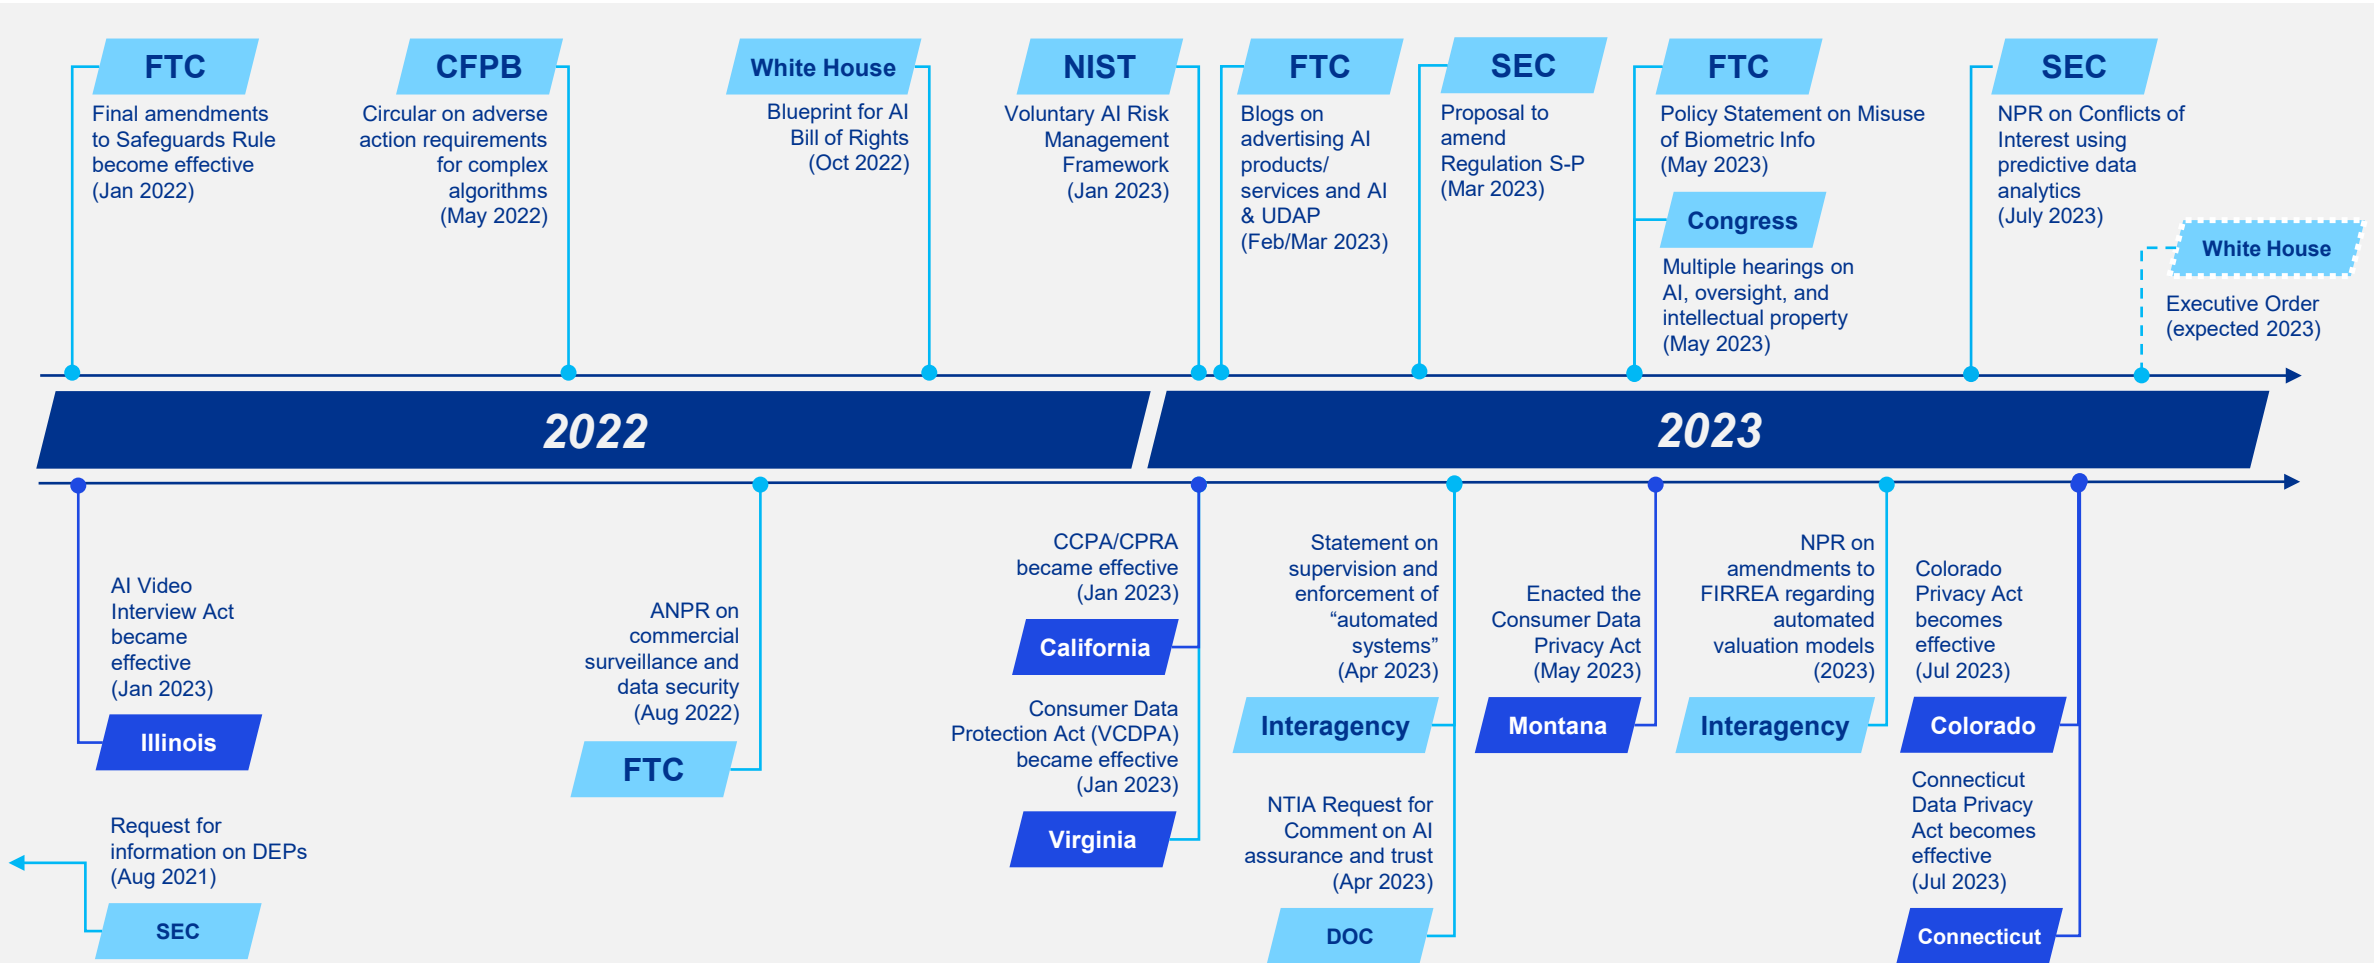 FTC
Final amendments
to Safeguards Rule
become effective
(Jan 2022)
CFPB
Circular on adverse
action requirements
for complex
algorithms
(May 2022)
White House
Blueprint for AI
Bill of Rights
(Oct 2022)
NIST
Voluntary AI Risk
Management
Framework
(Jan 2023)
FTC
Blogs on
advertising AI
products/
services and AI
& UDAP
(Feb/Mar 2023)
SEC
Proposal to
amend
Regulation S-P
(Mar 2023)
FTC
Policy Statement on Misuse
of Biometric Info
(May 2023)
Congress
Multiple hearings on
AI, oversight, and
intellectual property
(May 2023)
SEC
NPR on Conflicts of
Interest using
predictive data
analytics
(July 2023)
White House
Executive Order
(expected 2023)
2022
2023
AI Video
Interview Act
became
effective
(Jan 2023)
Illinois
Request for
information on DEPs
(Aug 2021)
SEC
ANPR on
commercial
surveillance and
data security
(Aug 2022)
FTC
CCPA/CPRA
became effective
(Jan 2023)
California
Consumer Data
Protection Act (VCDPA)
became effective
(Jan 2023)
Virginia
Statement on
supervision and
enforcement of
“automated
systems”
(Apr 2023)
Interagency
NTIA Request for
Comment on AI
assurance and trust
(Apr 2023)
DOC
Enacted the
Consumer Data
Privacy Act
(May 2023)
Montana
NPR on
amendments to
FIRREA regarding
automated
valuation models
(2023)
Interagency
Colorado
Privacy Act
becomes
effective
(Jul 2023)
Colorado
Connecticut
Data Privacy
Act becomes
effective
(Jul 2023)
Connecticut